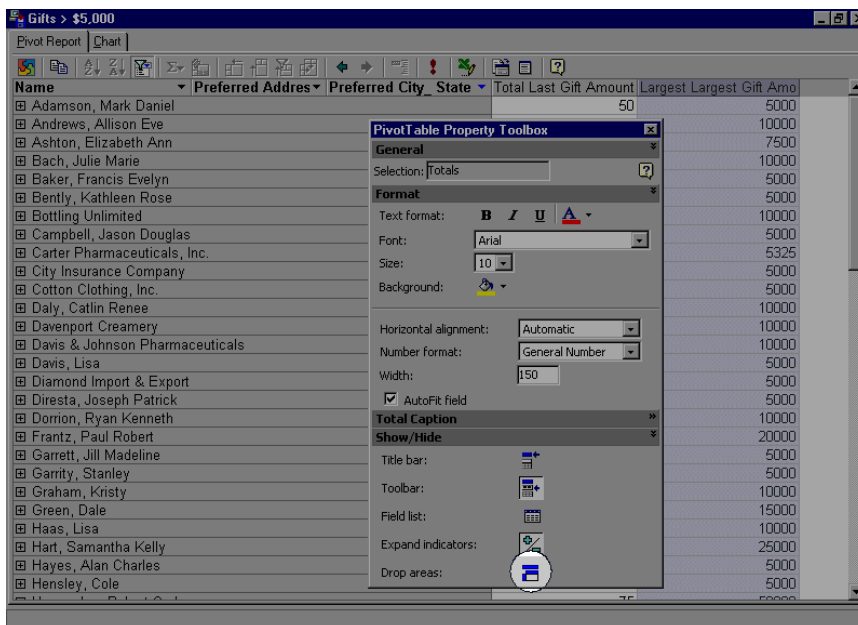 Gifts > $5,000
Pivot Report Chart
Name Preferred Addres Preferred City_ State Total Last Gift Amount Largest Largest Gift Amo
Adamson, Mark Daniel 50 5000
Andrews, Allison Eve 10000
Ashton, Elizabeth Ann 7500
Bach, Julie Marie 10000
Baker, Francis Evelyn 5000
Bently, Kathleen Rose 5000
Bottling Unlimited 10000
Campbell, Jason Douglas 5000
Carter Pharmaceuticals, Inc. 5325
City Insurance Company 5000
Cotton Clothing, Inc. 5000
Daly, Catlin Renee 10000
Davenport Creamery 10000
Davis & Johnson Pharmaceuticals 10000
Davis, Lisa 5000
Diamond Import & Export 5000
Diresta, Joseph Patrick 5000
Dorrion, Ryan Kenneth 10000
Frantz, Paul Robert 20000
Garrett, Jill Madeline 5000
Garrity, Stanley 5000
Graham, Kristy 10000
Green, Dale 15000
Haas, Lisa 10000
Hart, Samantha Kelly 25000
Hayes, Alan Charles 5000
Hensley, Cole 5000
PivotTable Property Toolbox
General
Selection: Totals
Format
Text format: B I U A
Font: Arial
Size: 10
Background:
Horizontal alignment: Automatic
Number format: General Number
Width: 150
AutoFit field
Total Caption
Show/Hide
Title bar:
Toolbar:
Field list:
Expand indicators:
Drop areas: